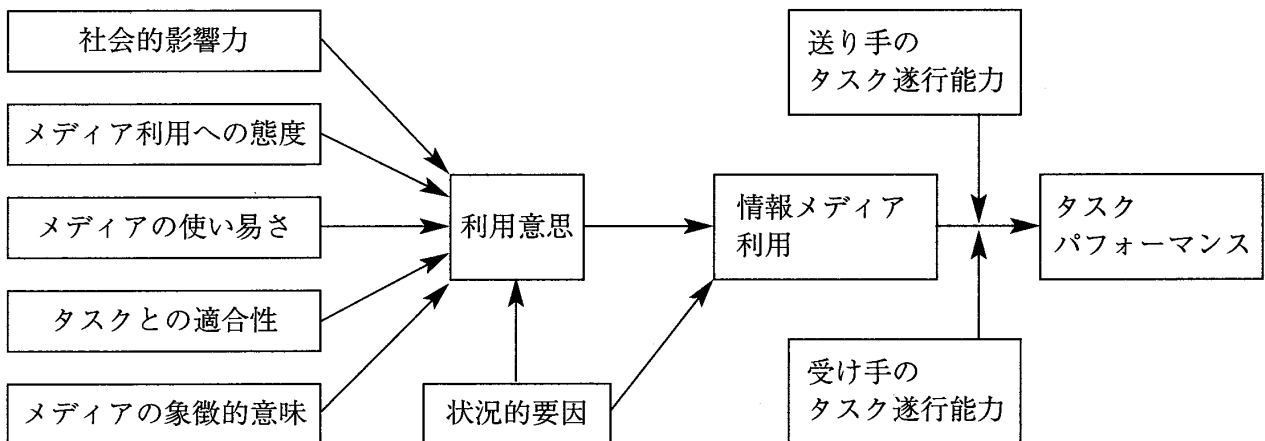 社会的影響力
メディア利用への態度
メディアの使い易さ
タスクとの適合性
メディアの象徴的意味
利用意思
状況的要因
情報メディア
利用
送り手の
タスク遂行能力
受け手の
タスク遂行能力
タスク
パフォーマンス